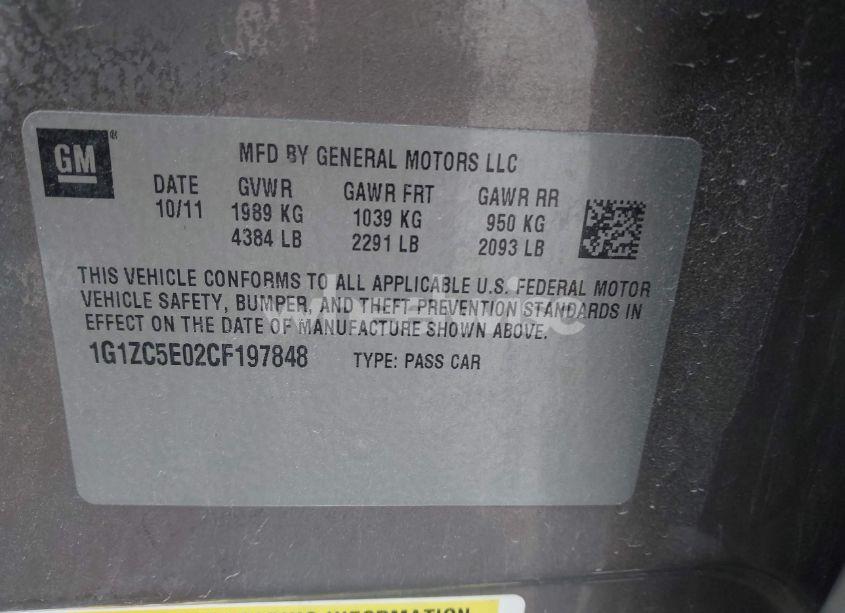 GM®
MFD BY GENERAL MOTORS LLC
DATE GVWR GAWR FRT GAWR RR
10/11 1989 KG 1039 KG 950 KG
4384 LB 2291 LB 2093 LB
THIS VEHICLE CONFORMS TO ALL APPLICABLE U.S. FEDERAL MOTOR
VEHICLE SAFETY, BUMPER, AND THEFT PREVENTION STANDARDS IN
EFFECT ON THE DATE OF MANUFACTURE SHOWN ABOVE.
1G1ZC5E02CF197848 TYPE: PASS CAR
INFORMATION